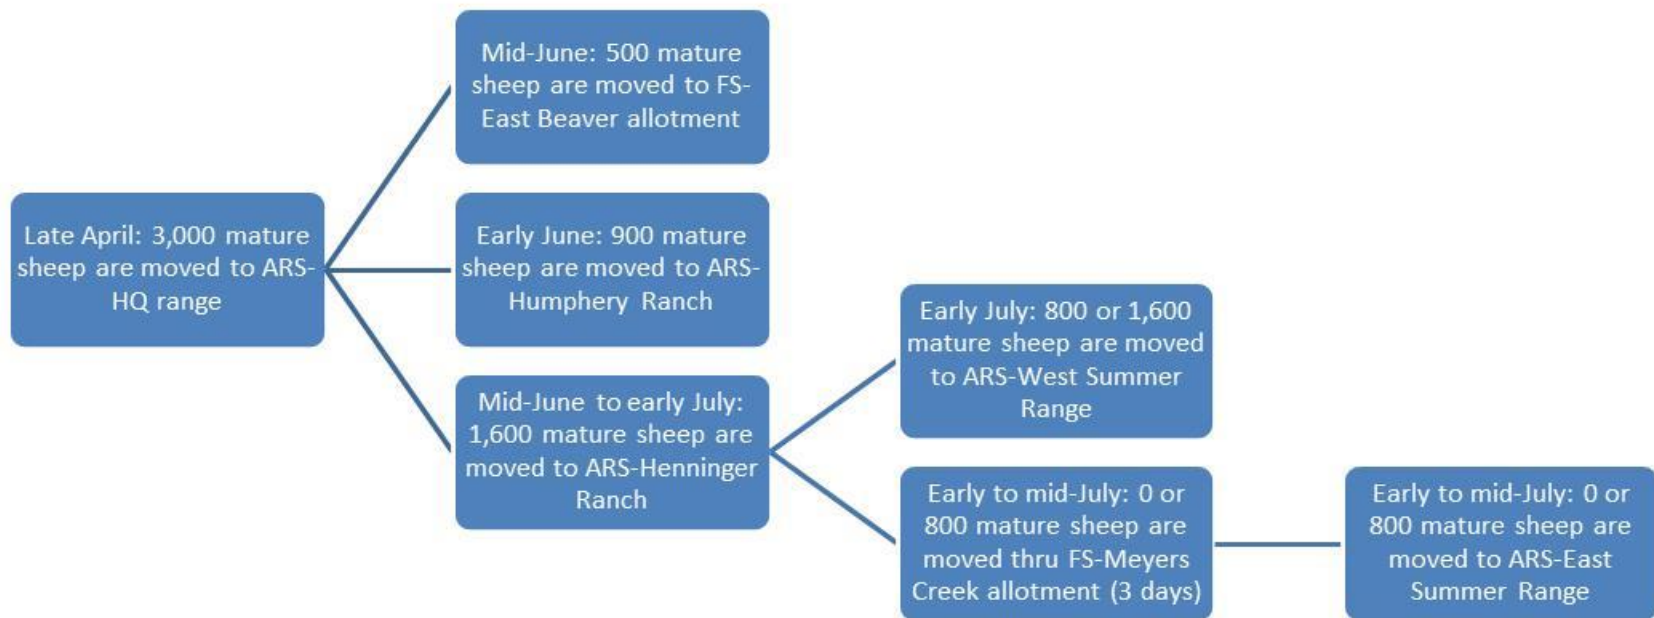 Late April: 3,000 mature
sheep are moved to ARS-
HQ range
Mid-June: 500 mature
sheep are moved to FS-
East Beaver allotment
Early June: 900 mature
sheep are moved to ARS-
Humphery Ranch
Mid-June to early July:
1,600 mature sheep are
moved to ARS-Henninger
Ranch
Early July: 800 or 1,600
mature sheep are moved
to ARS-West Summer
Range
Early to mid-July: 0 or
800 mature sheep are
moved thru FS-Meyers
Creek allotment (3 days)
Early to mid-July: 0 or
800 mature sheep are
moved to ARS-East
Summer Range